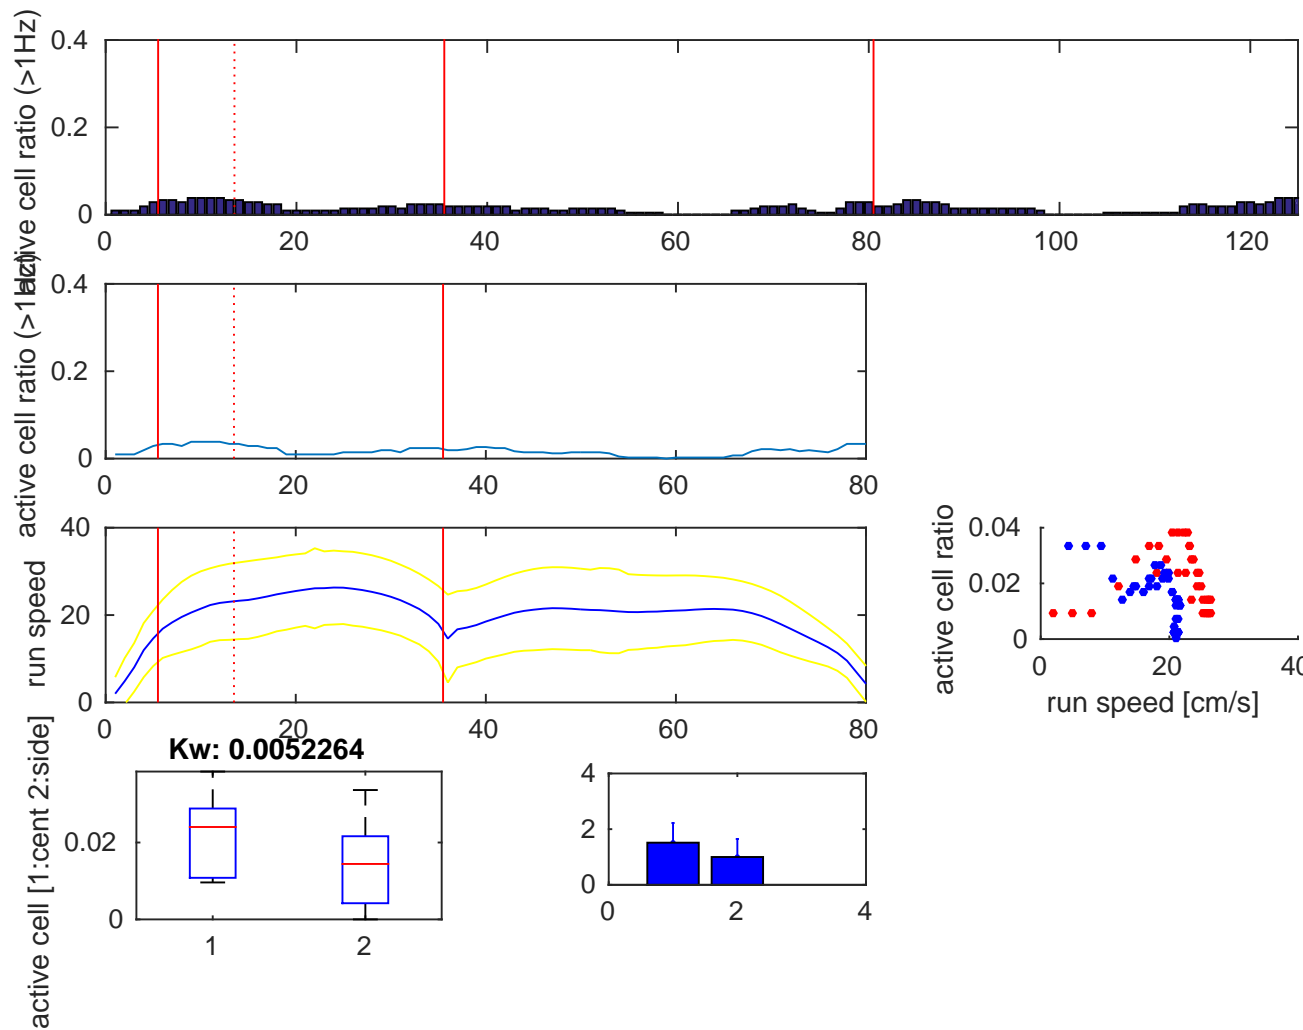 active cell ratio (>1Hz)
0.4
0.2
0
0 20 40 60 80 100 120
active cell ratio (>1Hz)
0.4
0.2
0
0 20 40 60 80
run speed
40
20
0
0 20 40 60 80
active cell ratio
0.04
0.02
0
0 20 40
run speed [cm/s]
Kw: 0.0052264
active cell [1:cent 2:side]
0.02
0
1 2
4
2
0
0 2 4